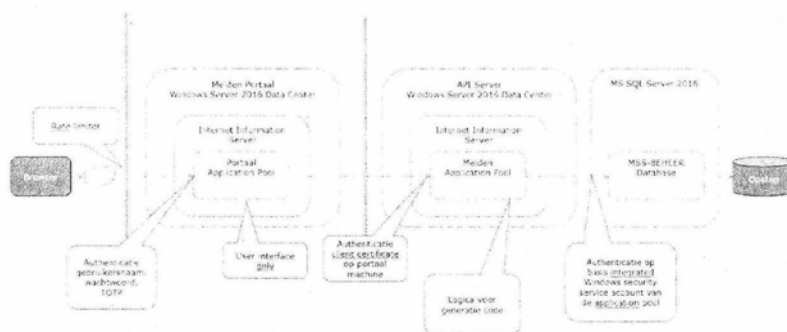 Melden Portaal
Windows Server 2016 Data Center
API Server
Windows Server 2016 Data Center
MS SQL Server 2016
Rate limiter
Internet Information
Server
Internet Information
Server
Browser
Portaal
Application Pool
Melden
Application Pool
MSS-BEHEER
Database
Authenticatie
gebruikersnaam,
wachtwoord,
TOTP
User interface
only
Authenticatie
client certificate
op portaal
machine
Logica voor
generatie code
Authenticatie op
basis integrated
Windows security
service account van
de application pool